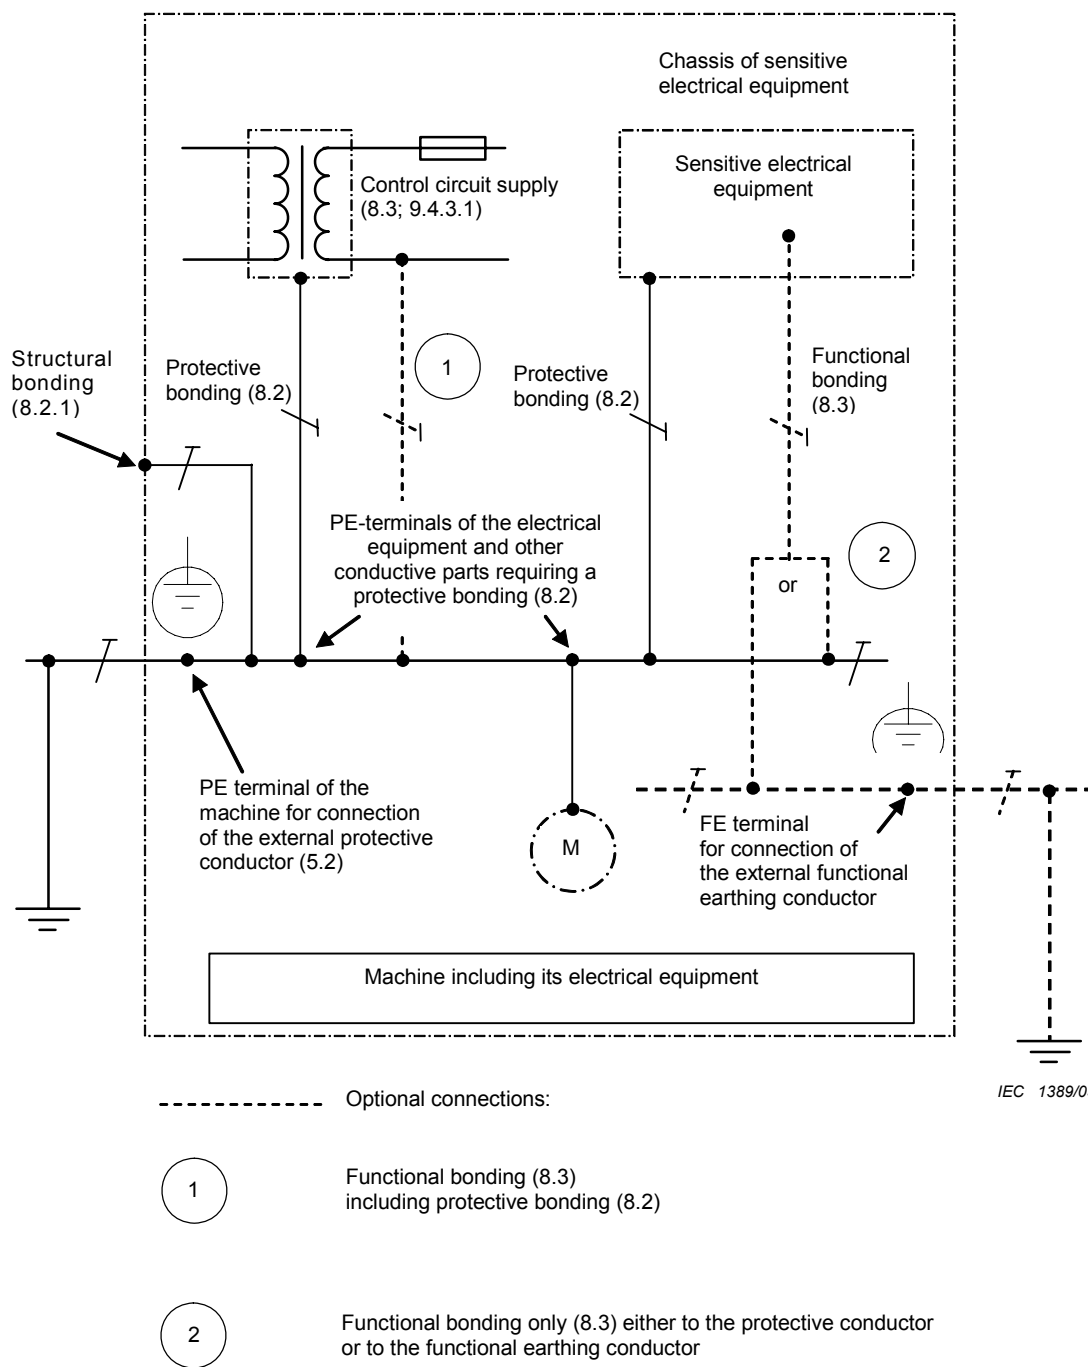 Chassis of sensitive
electrical equipment
Sensitive electrical
equipment
Control circuit supply
(8.3; 9.4.3.1)
Structural
bonding
(8.2.1)
Protective
bonding (8.2)
1
Protective
bonding (8.2)
Functional
bonding
(8.3)
PE-terminals of the electrical
equipment and other
conductive parts requiring a
protective bonding (8.2)
2
or
PE terminal of the
machine for connection
of the external protective
conductor (5.2)
M
FE terminal
for connection of
the external functional
earthing conductor
Machine including its electrical equipment
IEC 1389/0
Optional connections:
1
Functional bonding (8.3)
including protective bonding (8.2)
2
Functional bonding only (8.3) either to the protective conductor
or to the functional earthing conductor